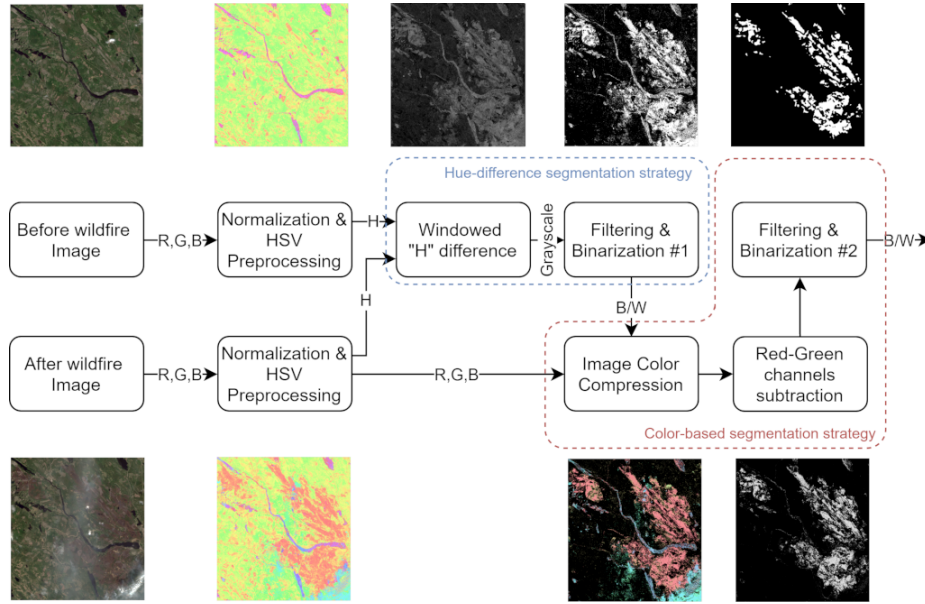 Hue-difference segmentation strategy
Before wildfire
Image
R,G,B
Normalization &
HSV
Preprocessing
H
Windowed
"H" difference
Grayscale
Filtering &
Binarization #1
Filtering &
Binarization #2
B/W
H
B/W
After wildfire
Image
R,G,B
Normalization &
HSV
Preprocessing
R,G,B
Image Color
Compression
Red-Green
channels
subtraction
Color-based segmentation strategy